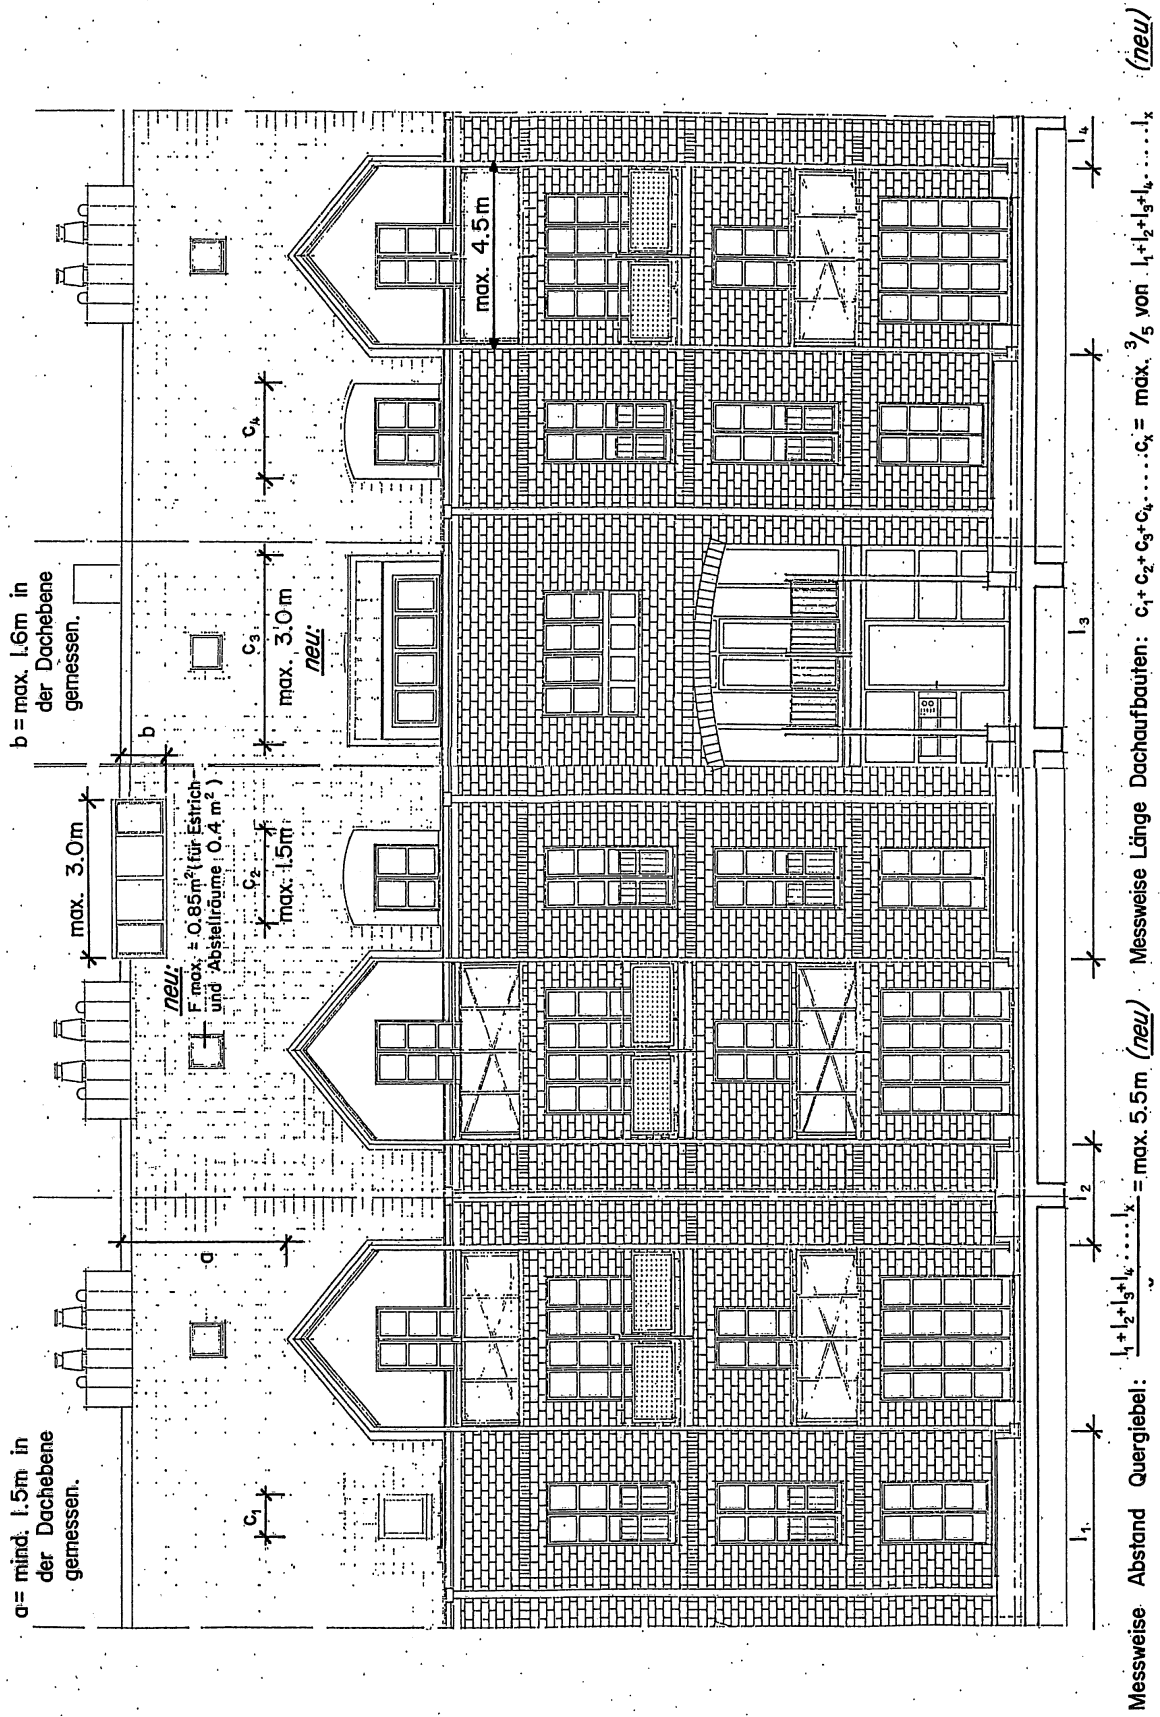 a = mind. 1.5m in
der Dachebene
gemessen.
b = max. 1.6m in
der Dachebene
gemessen.
max. 3.0m
b
neu:
F max. = 0.85m² (für Estrich-
und Abstellräume 0.4 m²)
a
c₁
c₂
max. 1.5m
c₃
max. 3.0m
neu:
c₄
max. 4.5m
l₁
l₂
l₃
l₄
Messweise Abstand Quergiebel: l₁+l₂+l₃+l₄.....lₓ = max. 5.5m (neu)
Messweise Länge Dachaufbauten: c₁+c₂+c₃+c₄.....cₓ = max. 3/5 von l₁+l₂+l₃+l₄.....lₓ (neu)